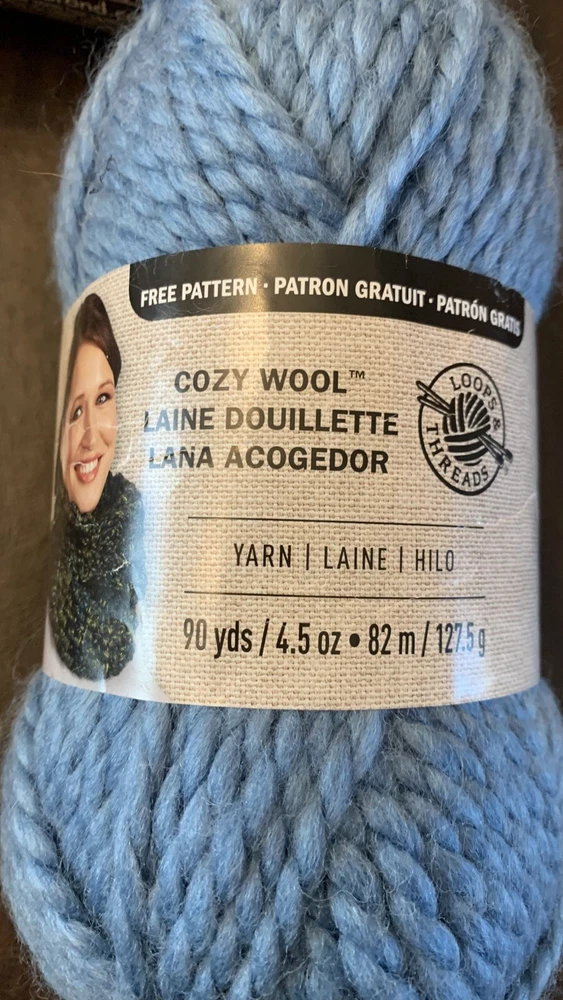 FREE PATTERN · PATRON GRATUIT · PATRÓN GRATIS
COZY WOOL™
LAINE DOUILLETTE
LANA ACOGEDOR
LOOPS &
THREADS®
YARN | LAINE | HILO
90 yds / 4.5 oz • 82 m / 127.5 g